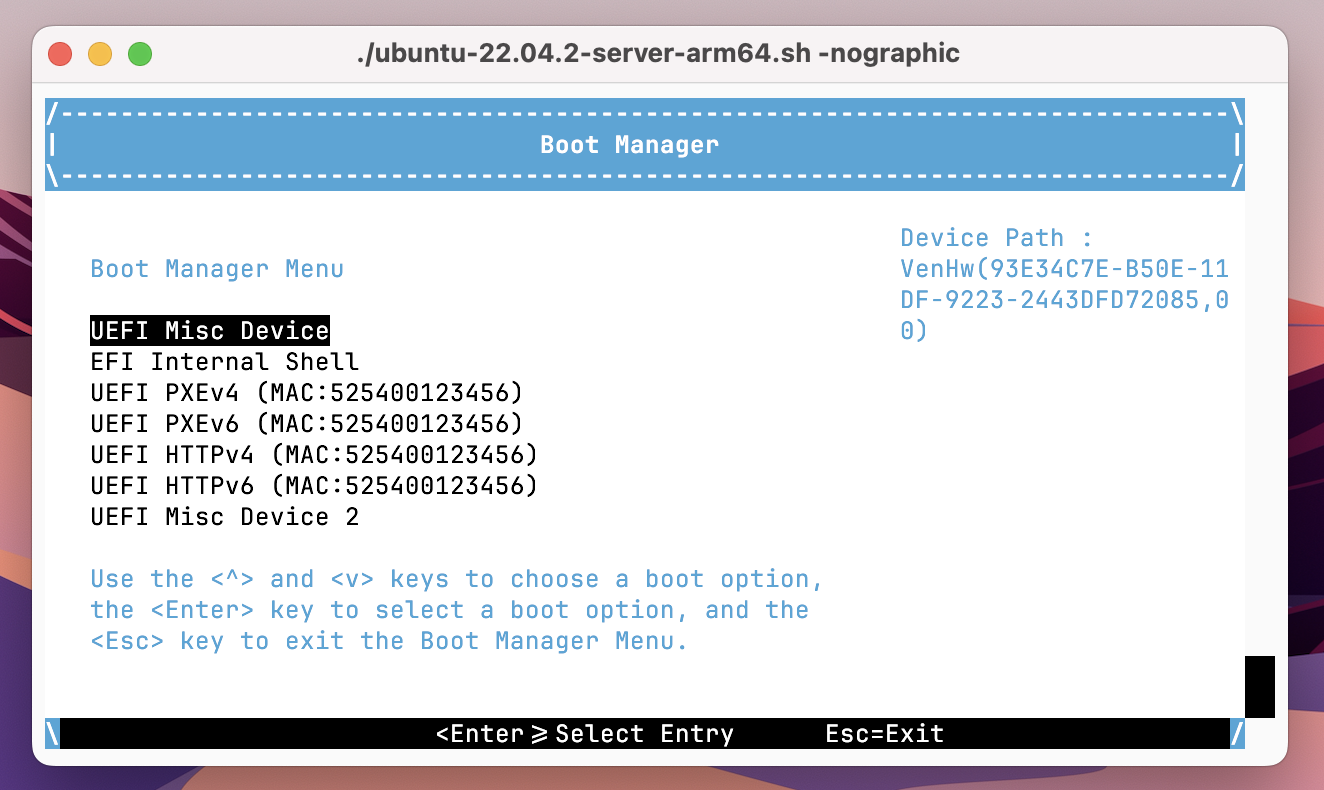 ./ubuntu-22.04.2-server-arm64.sh -nographic
/------------------------------------------------------------------------------\
| Boot Manager |
\------------------------------------------------------------------------------/
Boot Manager Menu
UEFI Misc Device
EFI Internal Shell
UEFI PXEv4 (MAC:525400123456)
UEFI PXEv6 (MAC:525400123456)
UEFI HTTPv4 (MAC:525400123456)
UEFI HTTPv6 (MAC:525400123456)
UEFI Misc Device 2
Use the <^> and <v> keys to choose a boot option,
the <Enter> key to select a boot option, and the
<Esc> key to exit the Boot Manager Menu.
Device Path :
VenHw(93E34C7E-B50E-11
DF-9223-2443DFD72085,0
0)
\ <Enter>=Select Entry Esc=Exit /